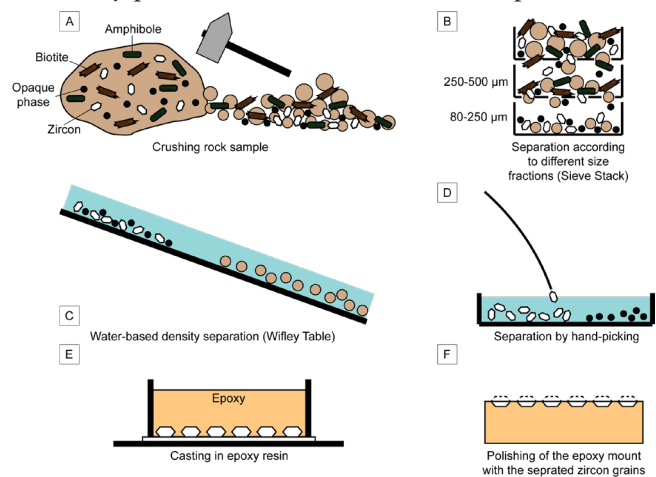 A
Amphibole
Biotite
Opaque
phase
Zircon
Crushing rock sample
B
250-500 µm
80-250 µm
Separation according
to different size
fractions (Sieve Stack)
C
Water-based density separation (Wifley Table)
D
Separation by hand-picking
E
Epoxy
Casting in epoxy resin
F
Polishing of the epoxy mount
with the seprated zircon grains